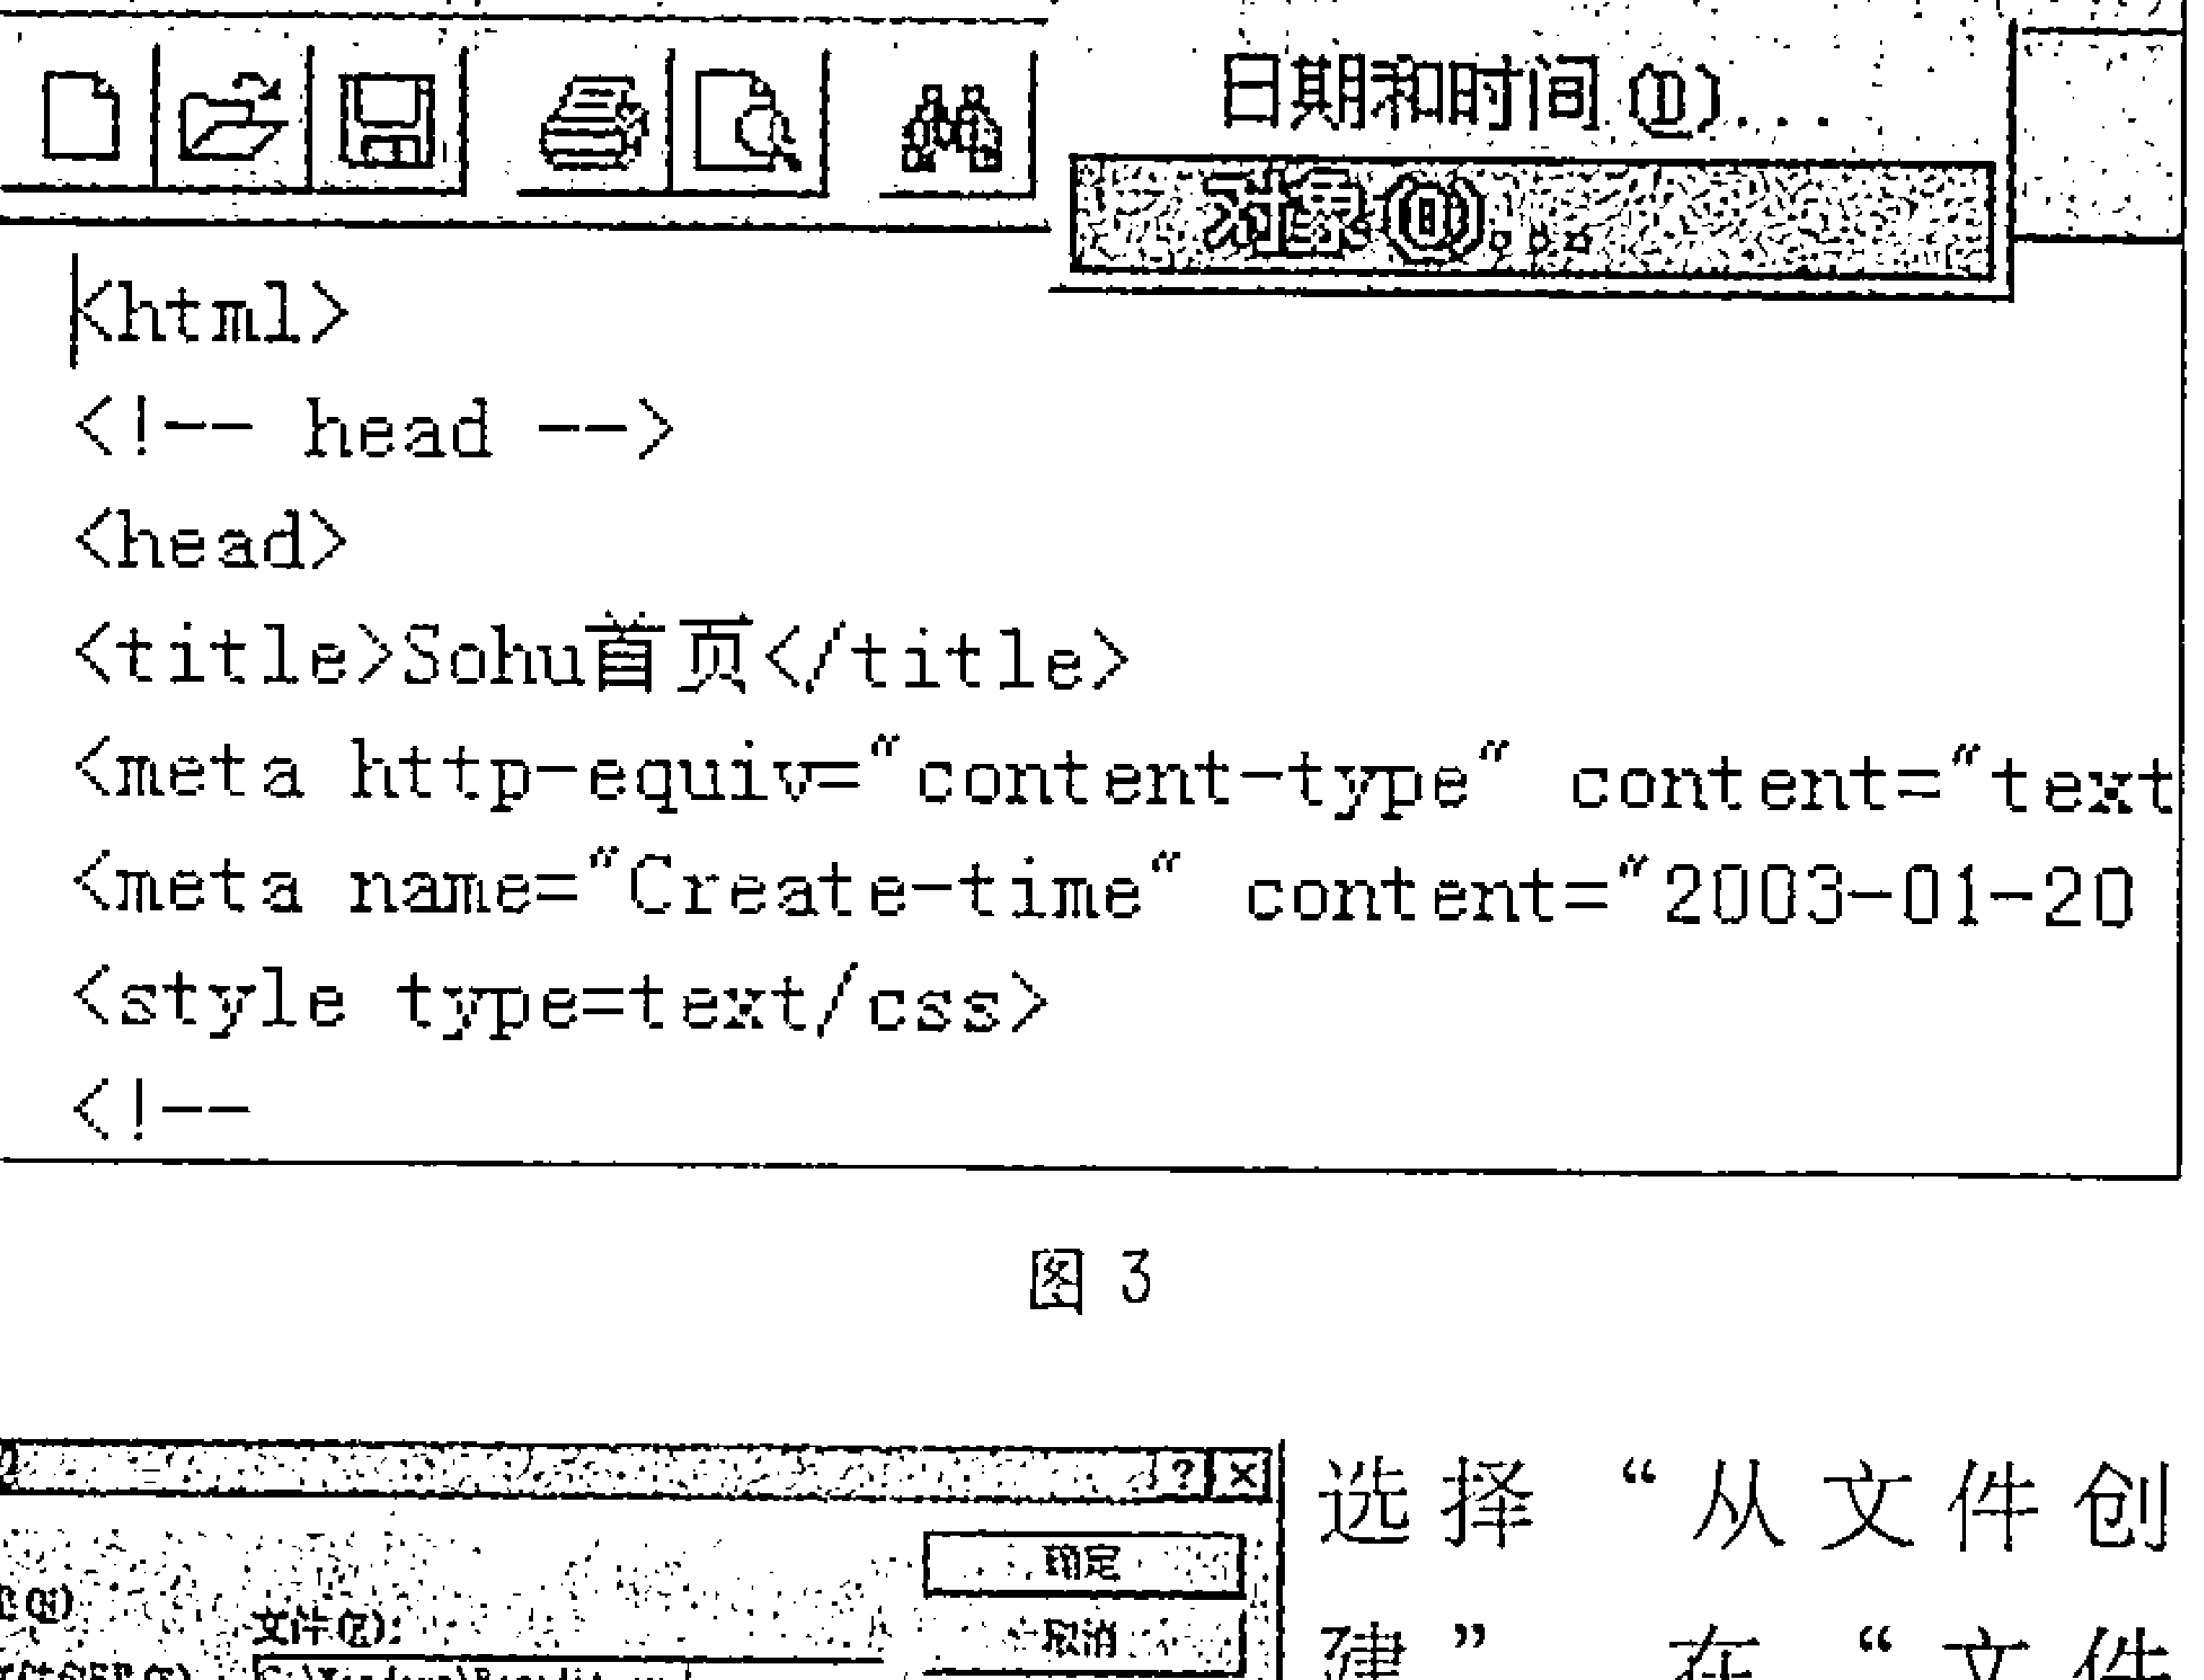 日期和时间(D)...
对象(O)...
<html>
<!-- head -->
<head>
<title>Sohu首页</title>
<meta http-equiv="content-type" content="text
<meta name="Create-time" content="2003-01-20
<style type=text/css>
<!--
图 3
选择“从文件创
建” 在“文件
确定
文件(E):
取消